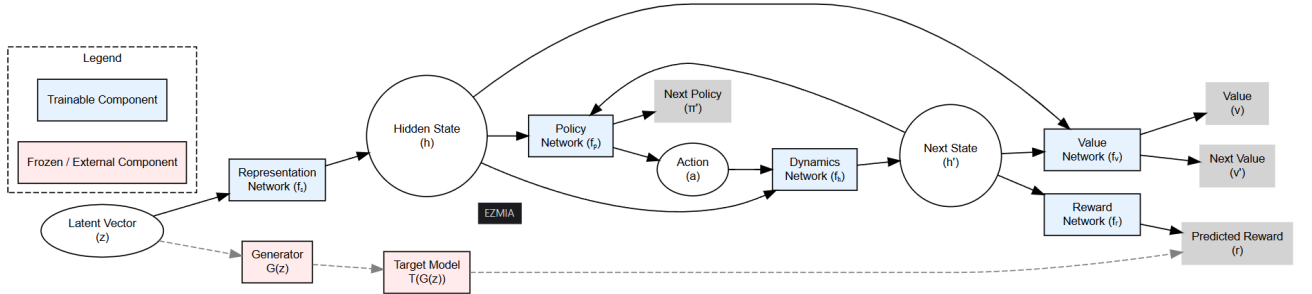 Legend
Trainable Component
Frozen / External Component
Latent Vector
(z)
Representation
Network (fₛ)
Generator
G(z)
Target Model
T(G(z))
Hidden State
(h)
EZMIA
Policy
Network (fₚ)
Next Policy
(π')
Action
(a)
Dynamics
Network (fₕ)
Next State
(h')
Value
Network (fᵥ)
Reward
Network (fᵣ)
Value
(v)
Next Value
(v')
Predicted Reward
(r)